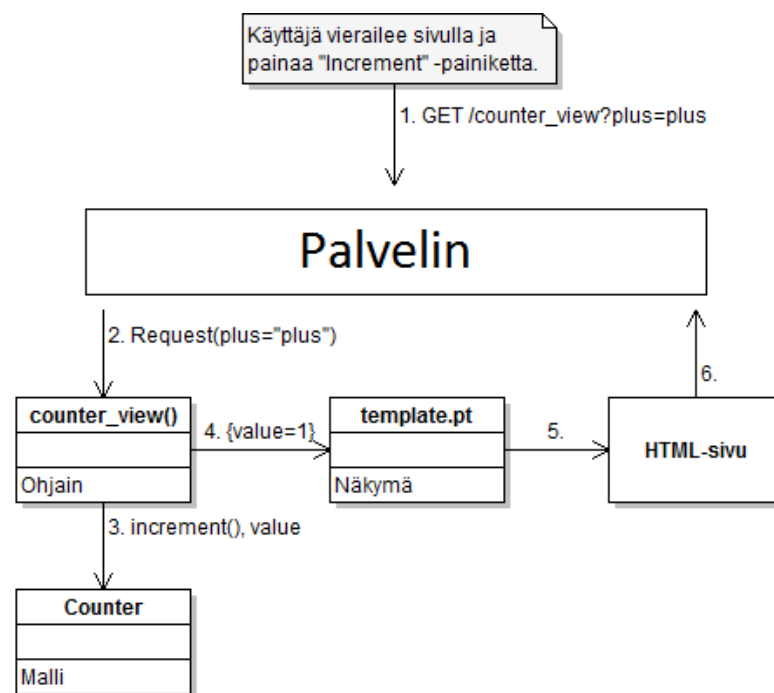 Käyttäjä vierailee sivulla ja
painaa "Increment" -painiketta.
1. GET /counter_view?plus=plus
Palvelin
2. Request(plus="plus")
6.
counter_view()
Ohjain
4. {value=1}
template.pt
Näkymä
5.
HTML-sivu
3. increment(), value
Counter
Malli